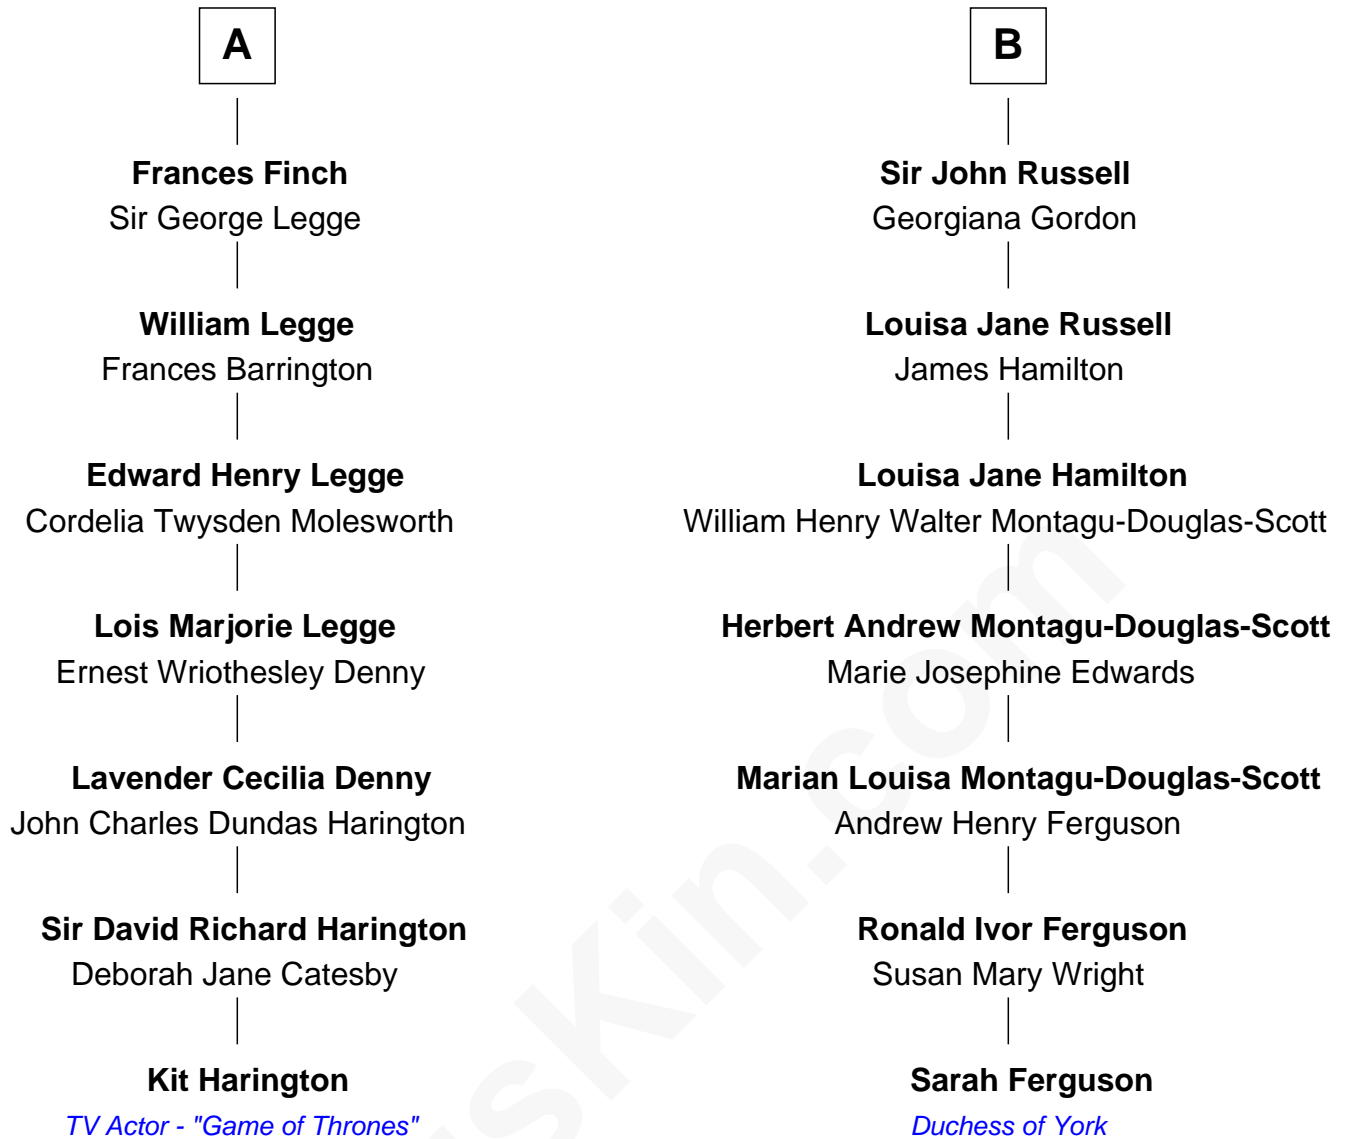 A
Frances Finch
Sir George Legge
William Legge
Frances Barrington
Edward Henry Legge
Cordelia Twysden Molesworth
Lois Marjorie Legge
Ernest Wriothesley Denny
Lavender Cecilia Denny
John Charles Dundas Harington
Sir David Richard Harington
Deborah Jane Catesby
Kit Harington
TV Actor - "Game of Thrones"
B
Sir John Russell
Georgiana Gordon
Louisa Jane Russell
James Hamilton
Louisa Jane Hamilton
William Henry Walter Montagu-Douglas-Scott
Herbert Andrew Montagu-Douglas-Scott
Marie Josephine Edwards
Marian Louisa Montagu-Douglas-Scott
Andrew Henry Ferguson
Ronald Ivor Ferguson
Susan Mary Wright
Sarah Ferguson
Duchess of York